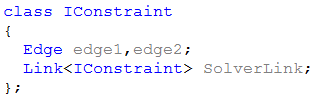 class IConstraint
{
  Edge edge1,edge2;
  Link<IConstraint> SolverLink;
};